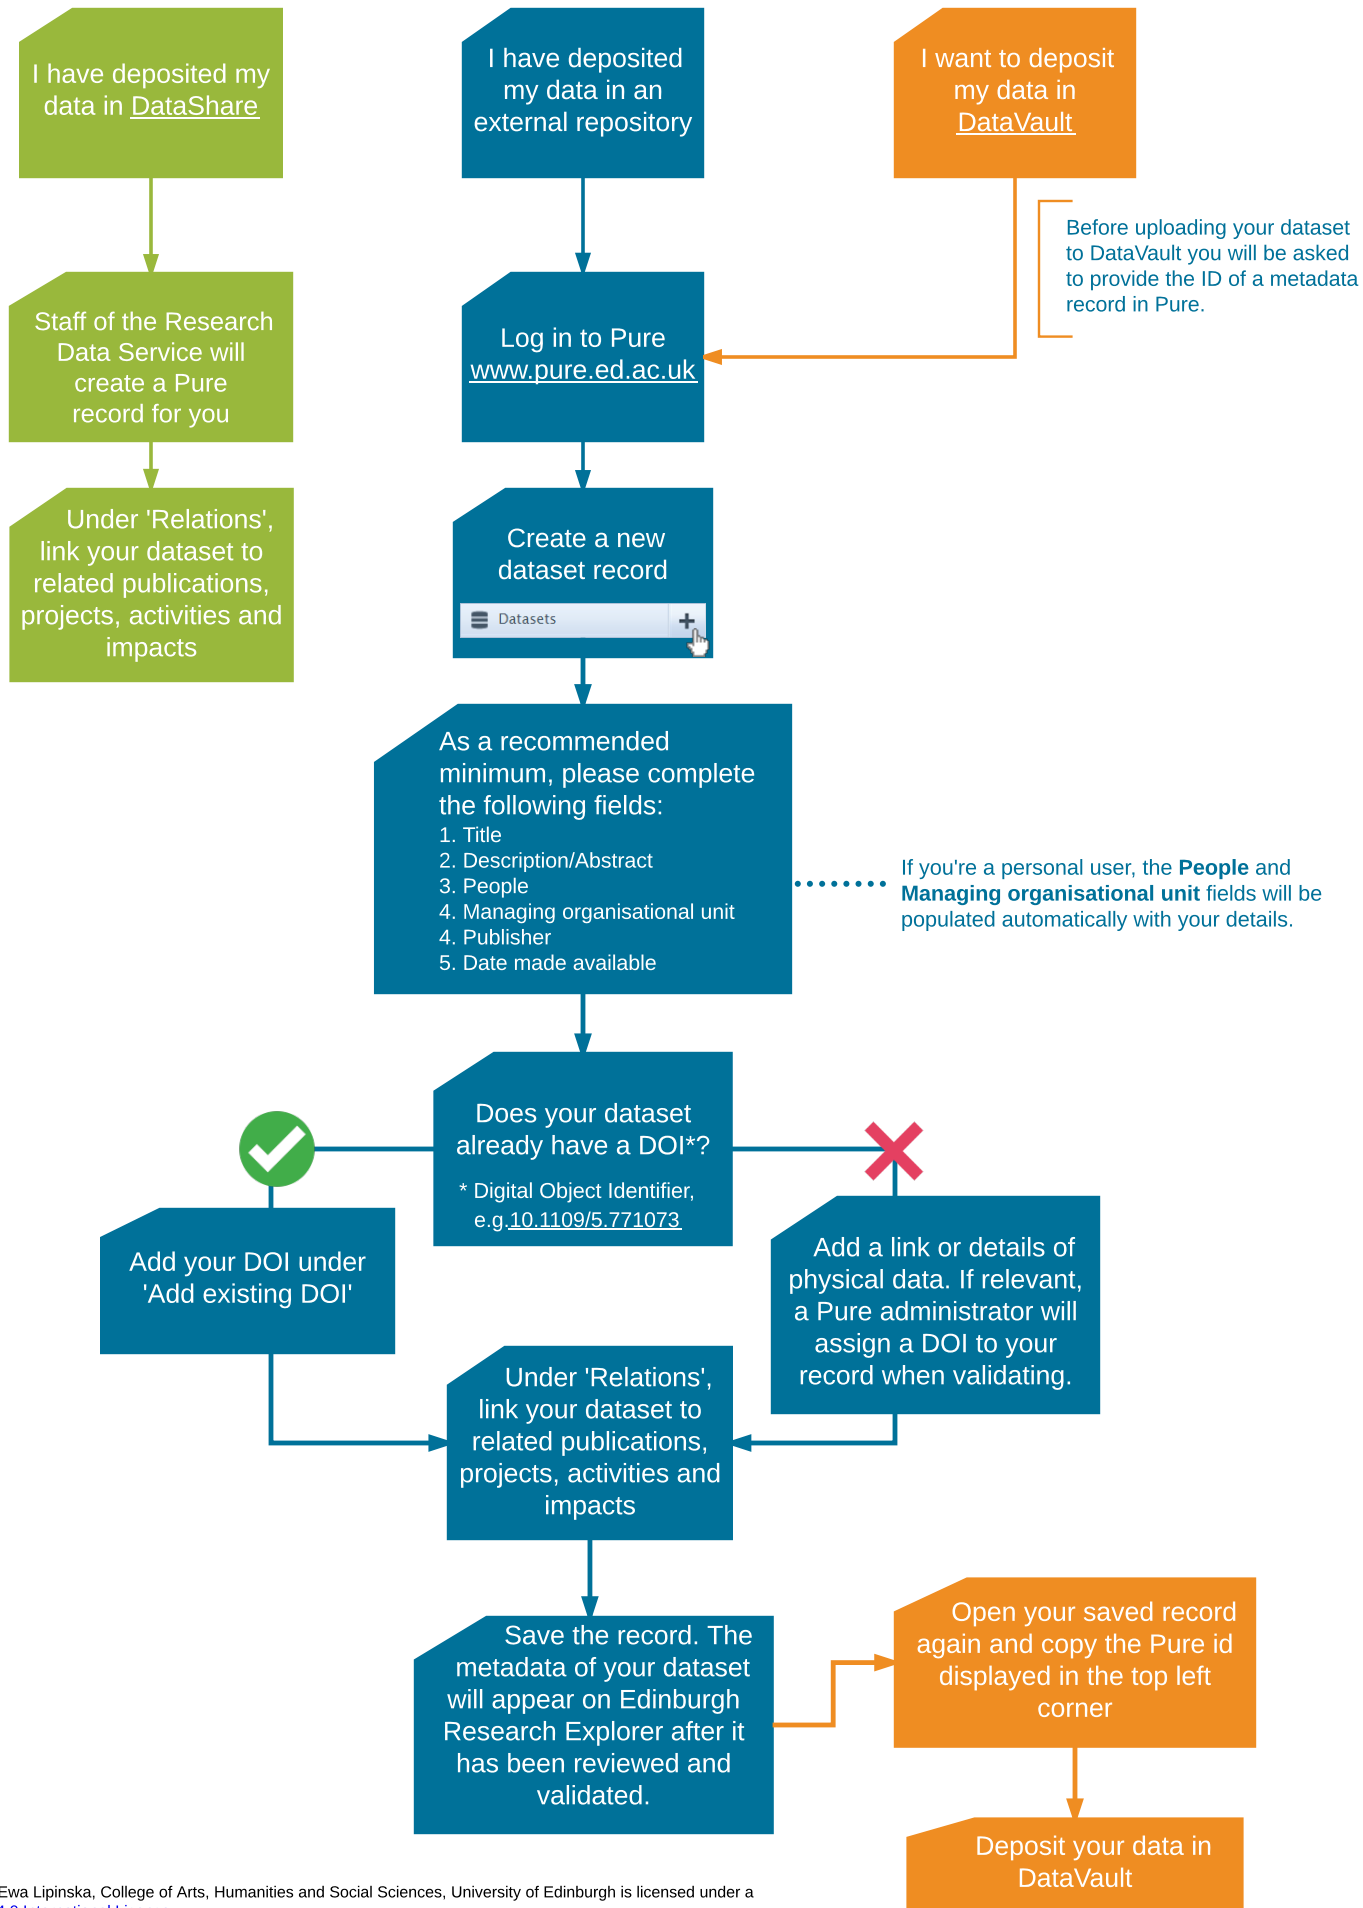 I have deposited my
data in DataShare
I have deposited
my data in an
external repository
I want to deposit
my data in
DataVault
Before uploading your dataset
to DataVault you will be asked
to provide the ID of a metadata
record in Pure.
Staff of the Research
Data Service will
create a Pure
record for you
Log in to Pure
www.pure.ed.ac.uk
Under 'Relations',
link your dataset to
related publications,
projects, activities and
impacts
Create a new
dataset record
Datasets
As a recommended
minimum, please complete
the following fields:
1. Title
2. Description/Abstract
3. People
4. Managing organisational unit
4. Publisher
5. Date made available
If you're a personal user, the People and
Managing organisational unit fields will be
populated automatically with your details.
Does your dataset
already have a DOI*?
* Digital Object Identifier,
e.g.10.1109/5.771073
Add your DOI under
'Add existing DOI'
Add a link or details of
physical data. If relevant,
a Pure administrator will
assign a DOI to your
record when validating.
Under 'Relations',
link your dataset to
related publications,
projects, activities and
impacts
Save the record. The
metadata of your dataset
will appear on Edinburgh
Research Explorer after it
has been reviewed and
validated.
Open your saved record
again and copy the Pure id
displayed in the top left
corner
Deposit your data in
DataVault
Ewa Lipinska, College of Arts, Humanities and Social Sciences, University of Edinburgh is licensed under a